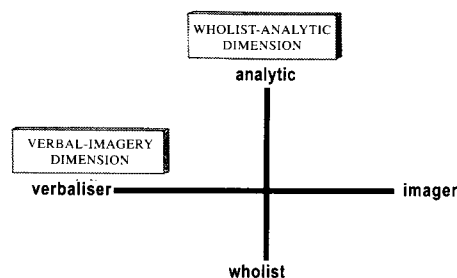 WHOLIST-ANALYTIC
DIMENSION
analytic
VERBAL-IMAGERY
DIMENSION
verbaliser
imager
wholist